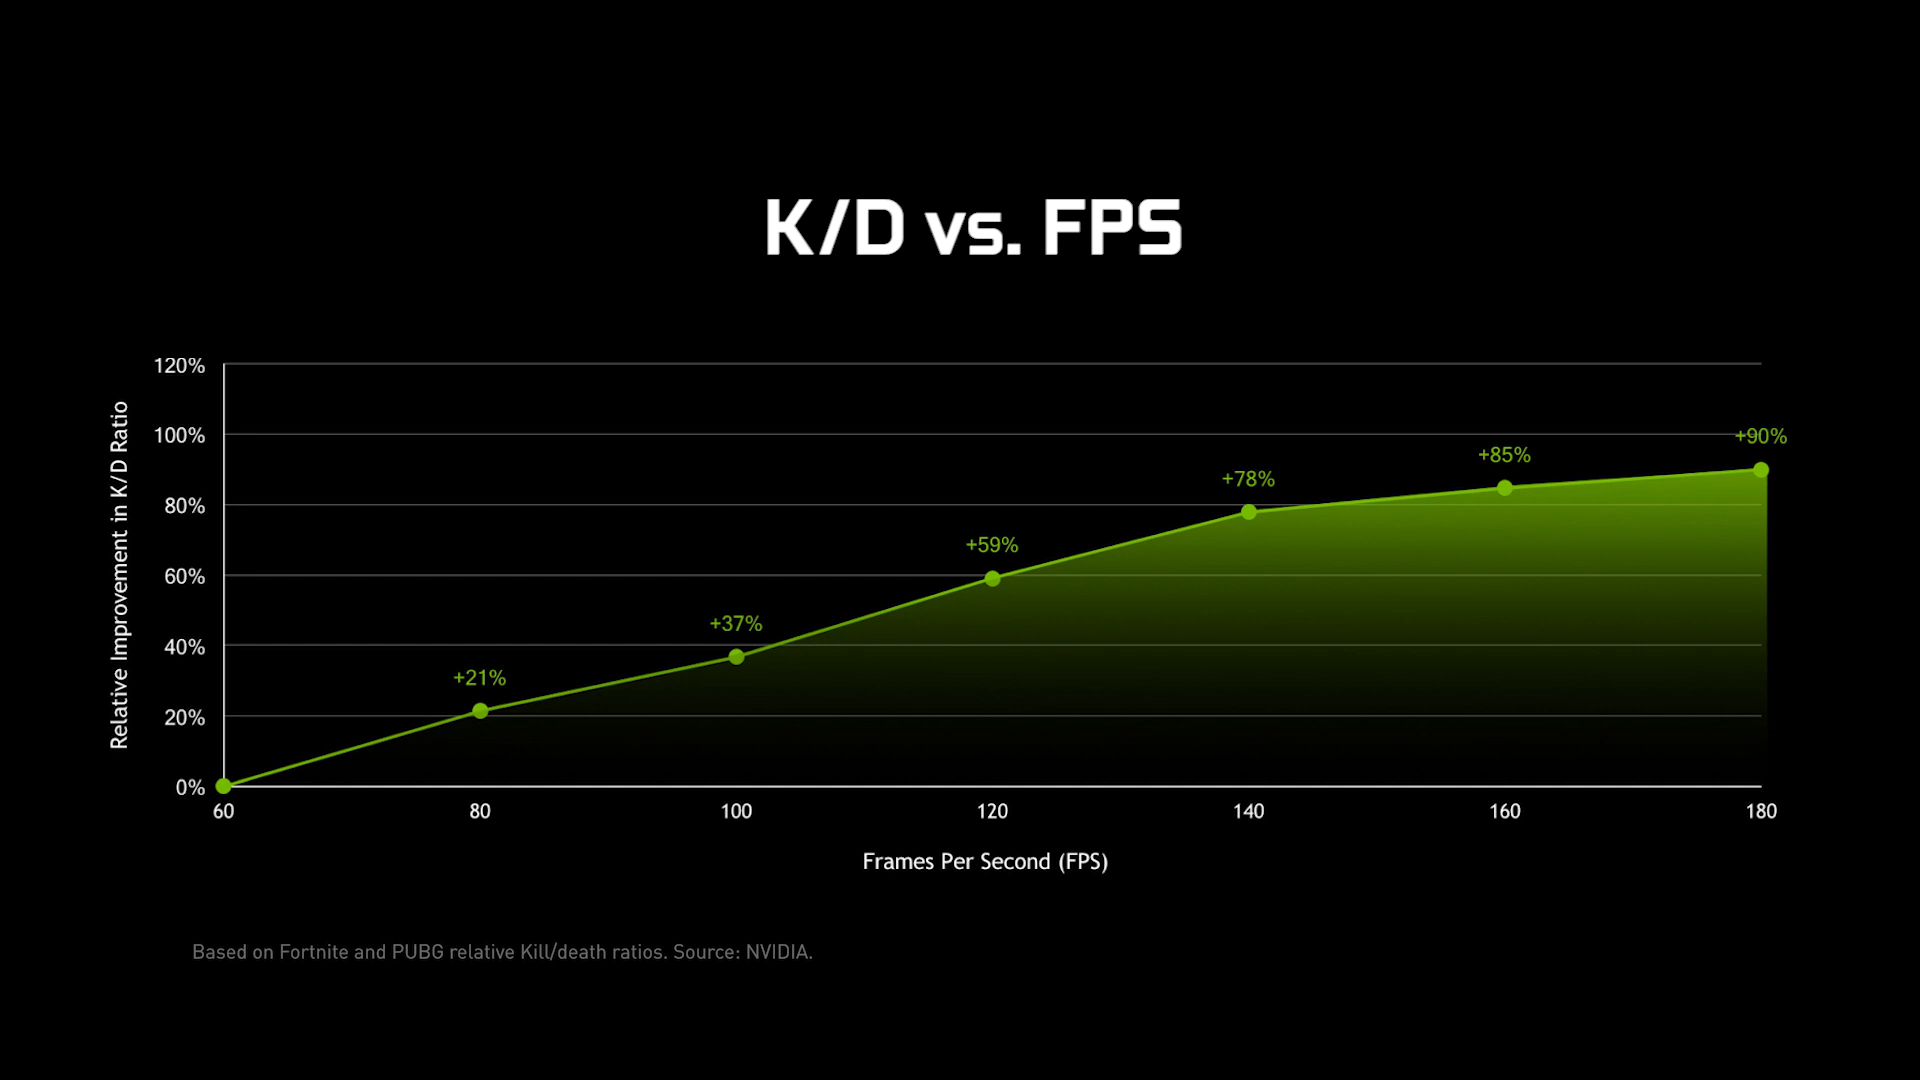 K/D vs. FPS
120%
100%
80%
60%
40%
20%
0%
Relative Improvement in K/D Ratio
+21%
+37%
+59%
+78%
+85%
+90%
60 80 100 120 140 160 180
Frames Per Second (FPS)
Based on Fortnite and PUBG relative Kill/death ratios. Source: NVIDIA.